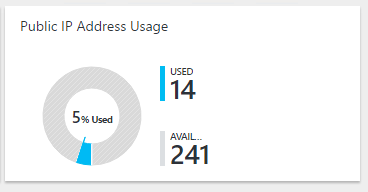 Public IP Address Usage
5% Used
USED
14
AVAIL...
241